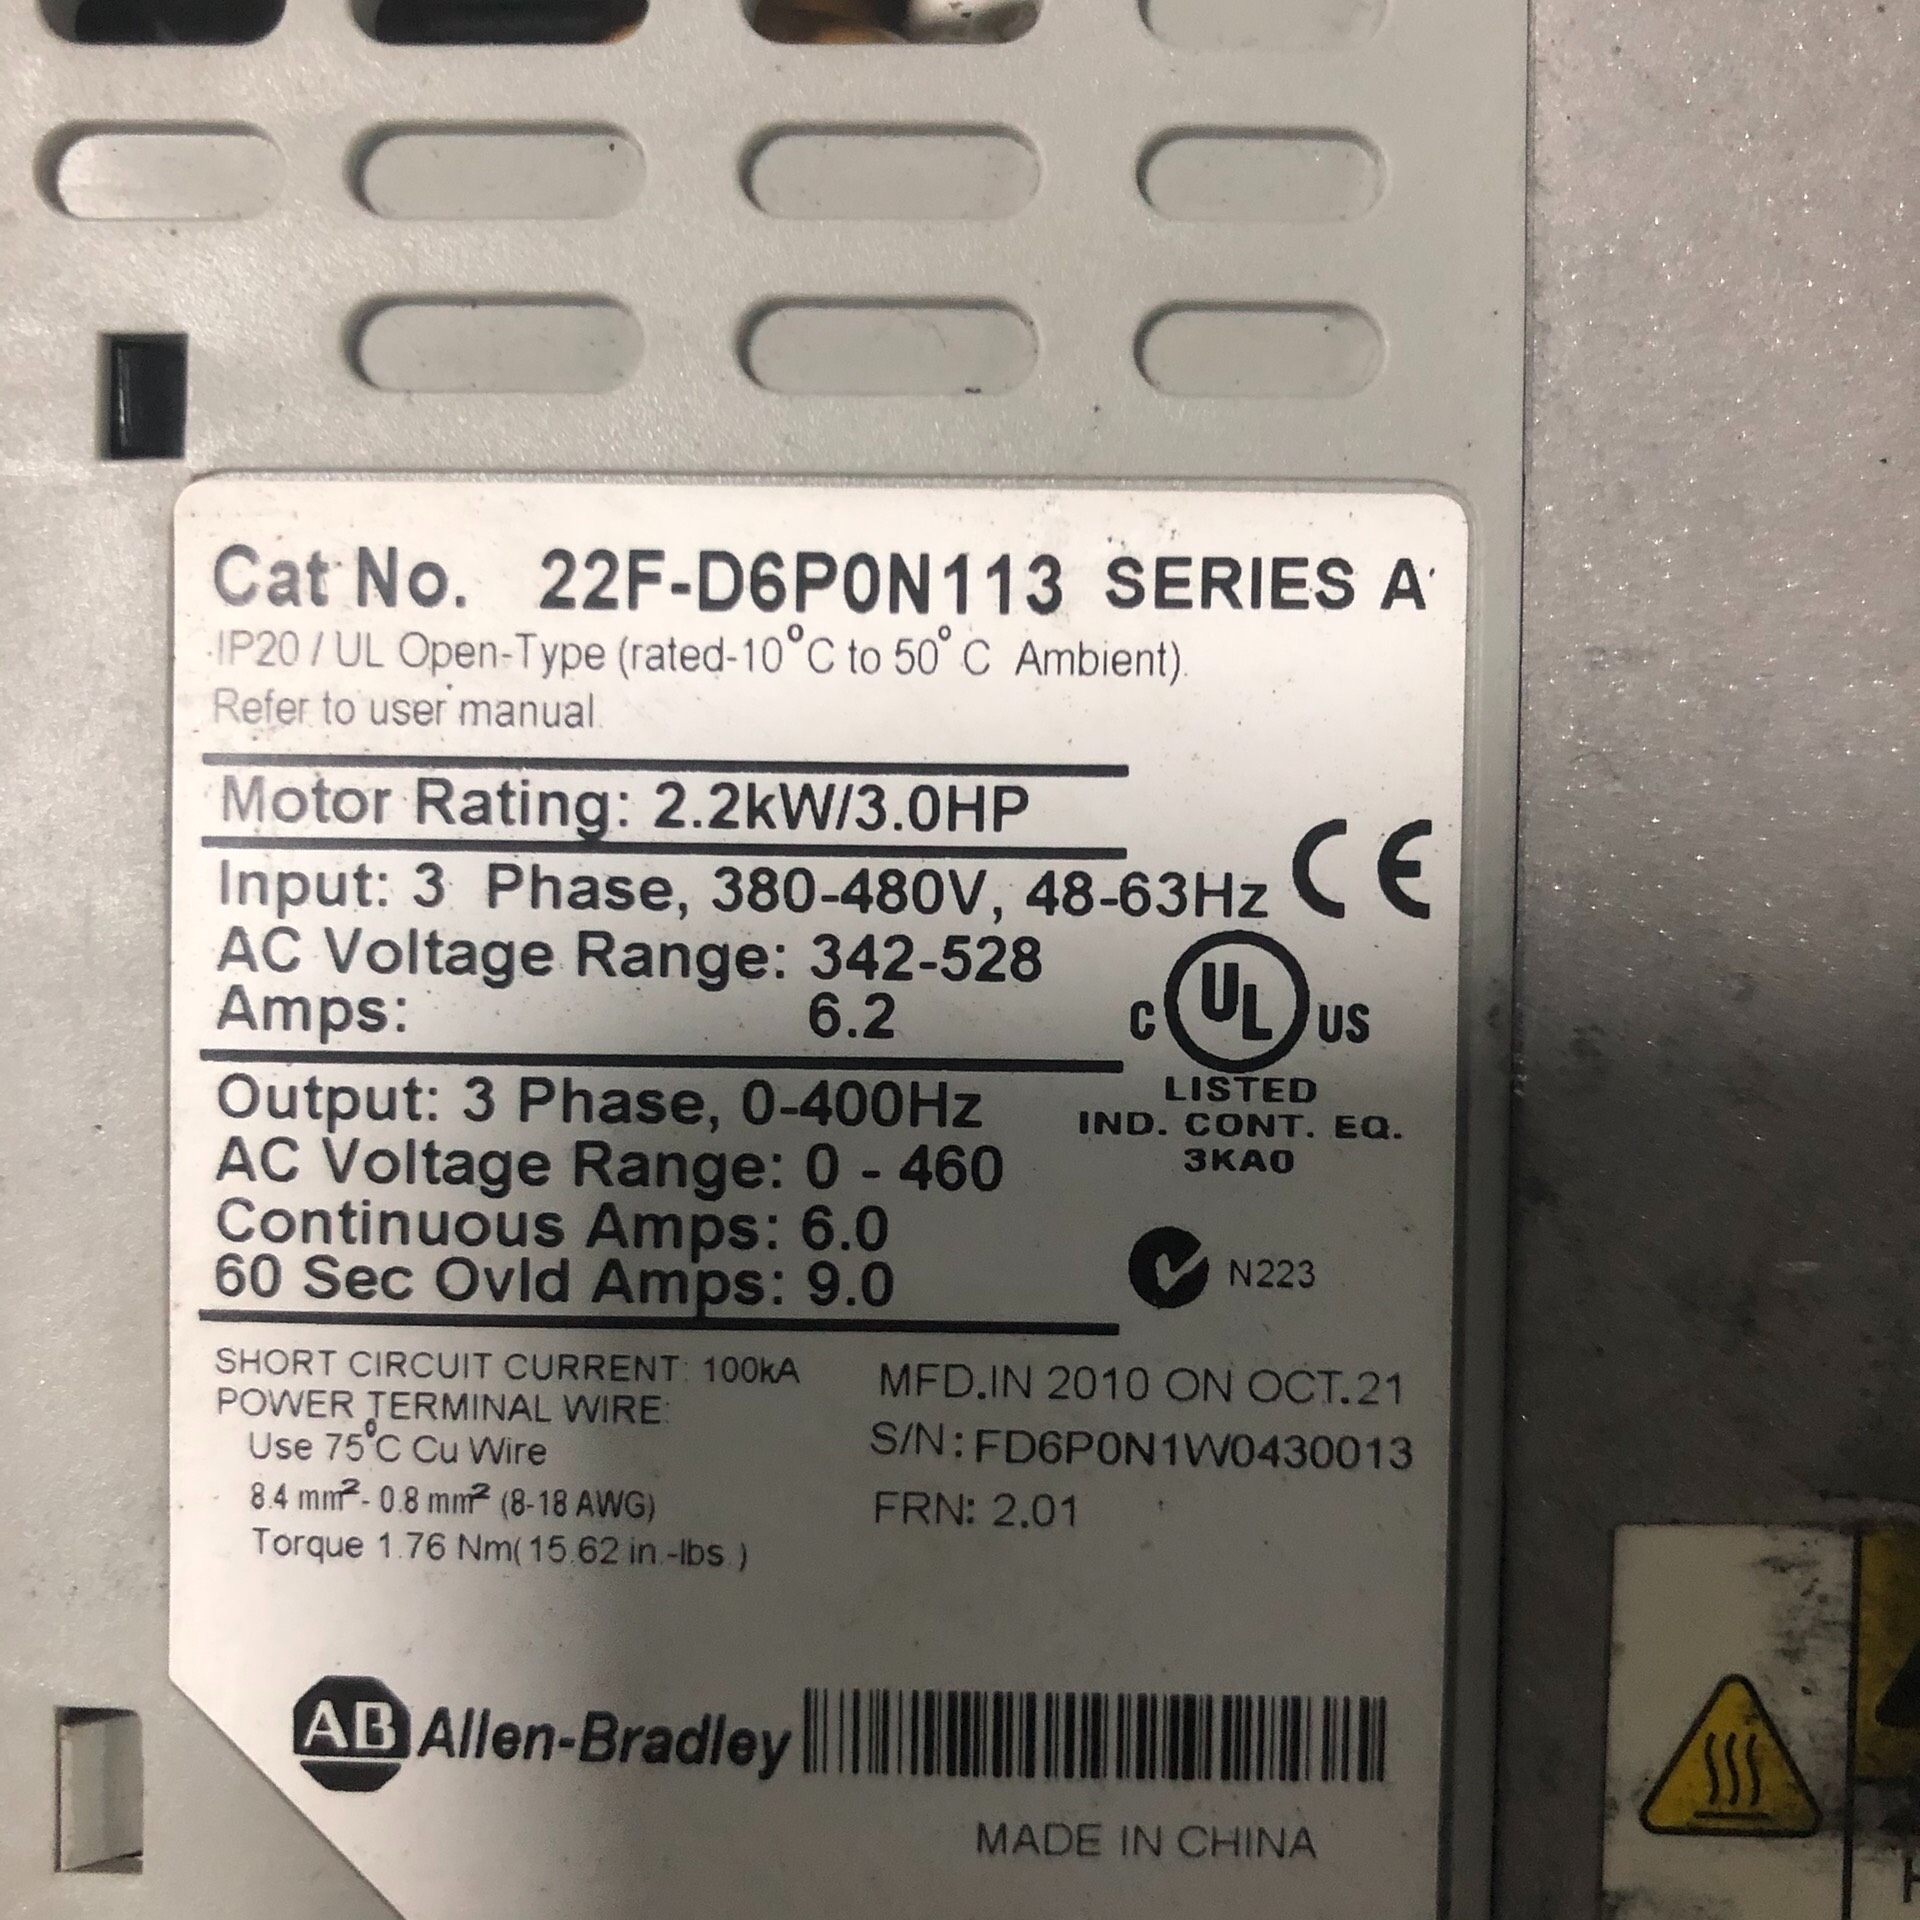 Cat No. 22F-D6P0N113 SERIES A
IP20 / UL Open-Type (rated-10°C to 50°C Ambient).
Refer to user manual
Motor Rating: 2.2kW/3.0HP
Input: 3 Phase, 380-480V, 48-63Hz CE
AC Voltage Range: 342-528
Amps: 6.2
C UL US
LISTED
IND. CONT. EQ.
3KA0
Output: 3 Phase, 0-400Hz
AC Voltage Range: 0 - 460
Continuous Amps: 6.0
60 Sec Ovld Amps: 9.0
N223
SHORT CIRCUIT CURRENT: 100kA
POWER TERMINAL WIRE:
Use 75°C Cu Wire
8.4 mm² - 0.8 mm² (8-18 AWG)
Torque 1.76 Nm(15.62 in.-lbs.)
MFD.IN 2010 ON OCT.21
S/N: FD6P0N1W0430013
FRN: 2.01
AB Allen-Bradley
MADE IN CHINA